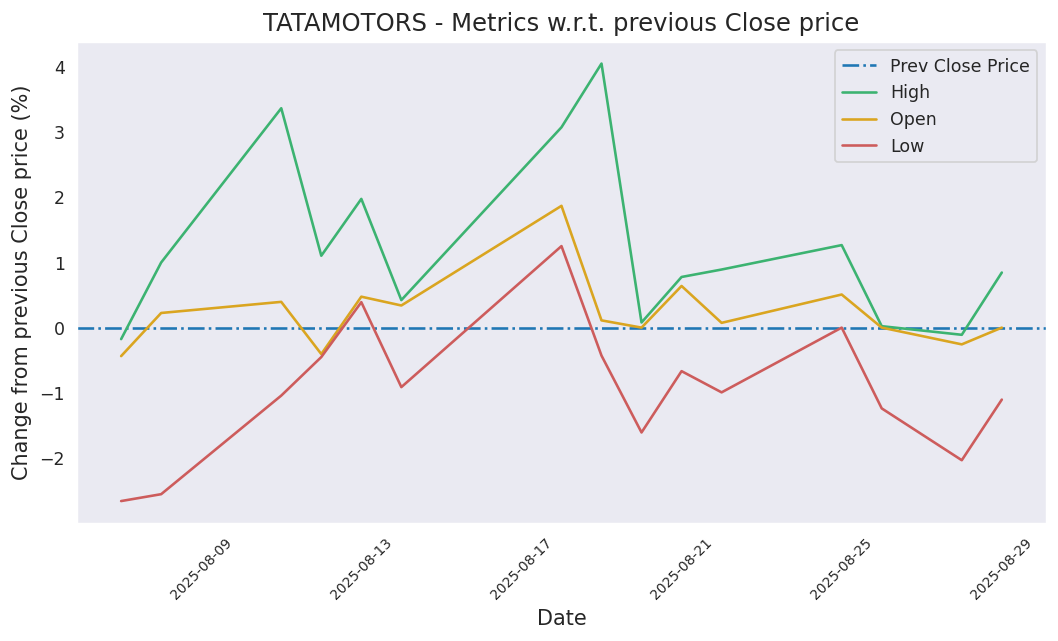 TATAMOTORS - Metrics w.r.t. previous Close price
Change from previous Close price (%)
4
3
2
1
0
−1
−2
Prev Close Price
High
Open
Low
2025-08-09
2025-08-13
2025-08-17
2025-08-21
2025-08-25
2025-08-29
Date